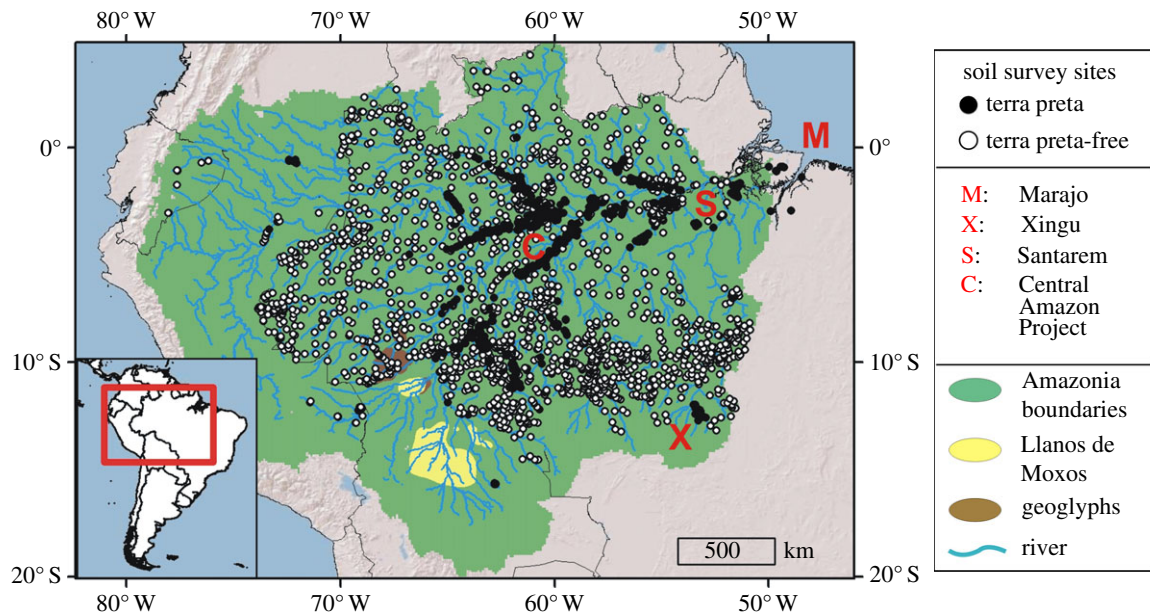 80° W 70° W 60° W 50° W
0° 0°
10° S 10° S
20° S 20° S
80° W 70° W 60° W 50° W
M
S
C
X
500 km
soil survey sites
terra preta
terra preta-free
M: Marajo
X: Xingu
S: Santarem
C: Central
Amazon
Project
Amazonia
boundaries
Llanos de
Moxos
geoglyphs
river